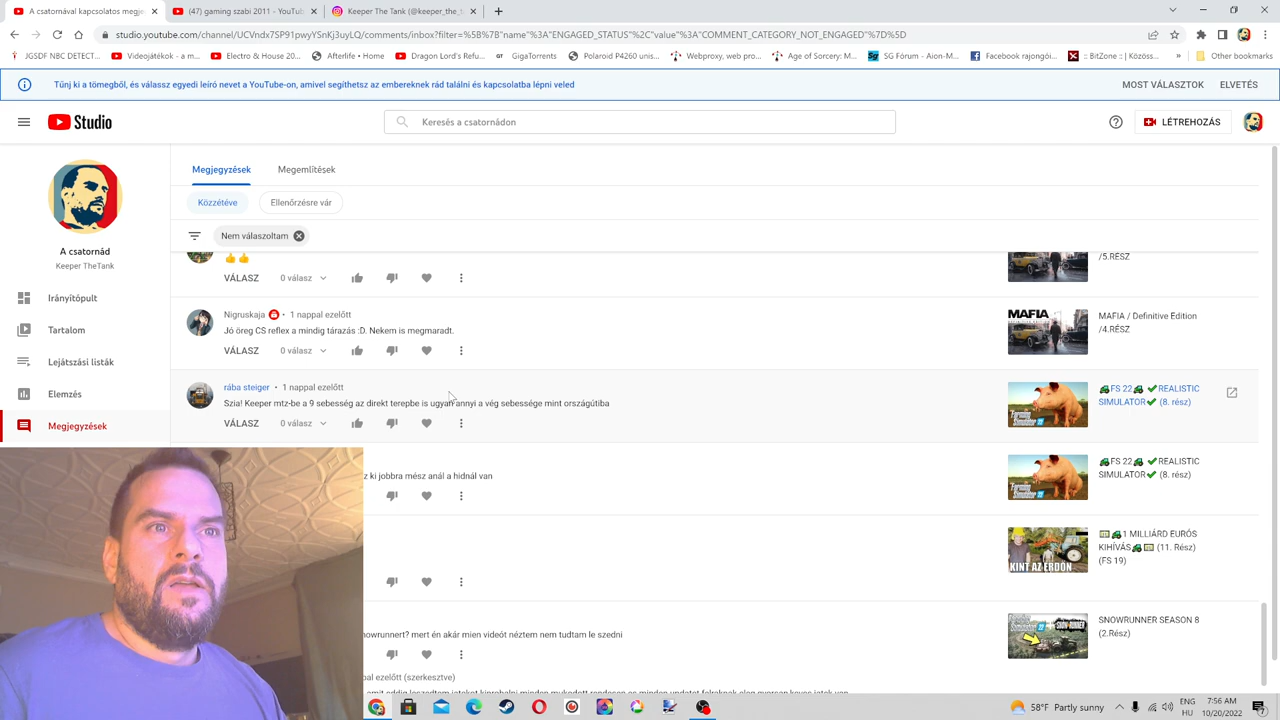 A csatornával kapcsolatos megje
(47) gaming szabi 2011 - YouTub
Keeper The Tank (@keeper_the_t
studio.youtube.com/channel/UCVndx7SP91pwyYSnKj3uyLQ/comments/inbox?filter=%5B%7B"name"%3A"ENGAGED_STATUS"%2C"value"%3A"COMMENT_CATEGORY_NOT_ENGAGED"%7D%5D
JGSDF NBC DETECT...
Videojátékok - a m...
Electro & House 20...
Afterlife • Home
Dragon Lord's Refu...
GT GigaTorrents
Polaroid P4260 unis...
Webproxy, web pro...
Age of Sorcery: M...
SG Fórum - Aion-M...
Facebook rajongói...
:: BitZone :: | Közöss...
»
Other bookmarks
Tűnj ki a tömegből, és válassz egyedi leíró nevet a YouTube-on, amivel segíthetsz az embereknek rád találni és kapcsolatba lépni veled
MOST VÁLASZTOK
ELVETÉS
Studio
Keresés a csatornádon
LÉTREHOZÁS
Megjegyzések
Megemlítések
Közzétéve
Ellenőrzésre vár
Nem válaszoltam
A csatornád
Keeper TheTank
Irányítópult
Tartalom
Lejátszási listák
Elemzés
Megjegyzések
VÁLASZ
0 válasz
/5.RÉSZ
Nigruskaja • 1 nappal ezelőtt
Jó öreg CS reflex a mindig tárazás :D. Nekem is megmaradt.
VÁLASZ
0 válasz
MAFIA
MAFIA / Definitive Edition
/4.RÉSZ
rába steiger • 1 nappal ezelőtt
Szia! Keeper mtz-be a 9 sebesség az direkt terepbe is ugyan annyi a vég sebessége mint országútiba
VÁLASZ
0 válasz
FS 22 REALISTIC
SIMULATOR (8. rész)
z ki jobbra mész anál a hidnál van
FS 22 REALISTIC
SIMULATOR (8. rész)
KINT AZ ERDŐN
1 MILLIÁRD EURÓS
KIHÍVÁS (11. Rész)
(FS 19)
nowrunnert? mert én akár mien videót néztem nem tudtam le szedni
SNOWRUNNER SEASON 8
(2.Rész)
pal ezelőtt (szerkesztve)
58°F Partly sunny
ENG
HU
7:56 AM
10/20/2022